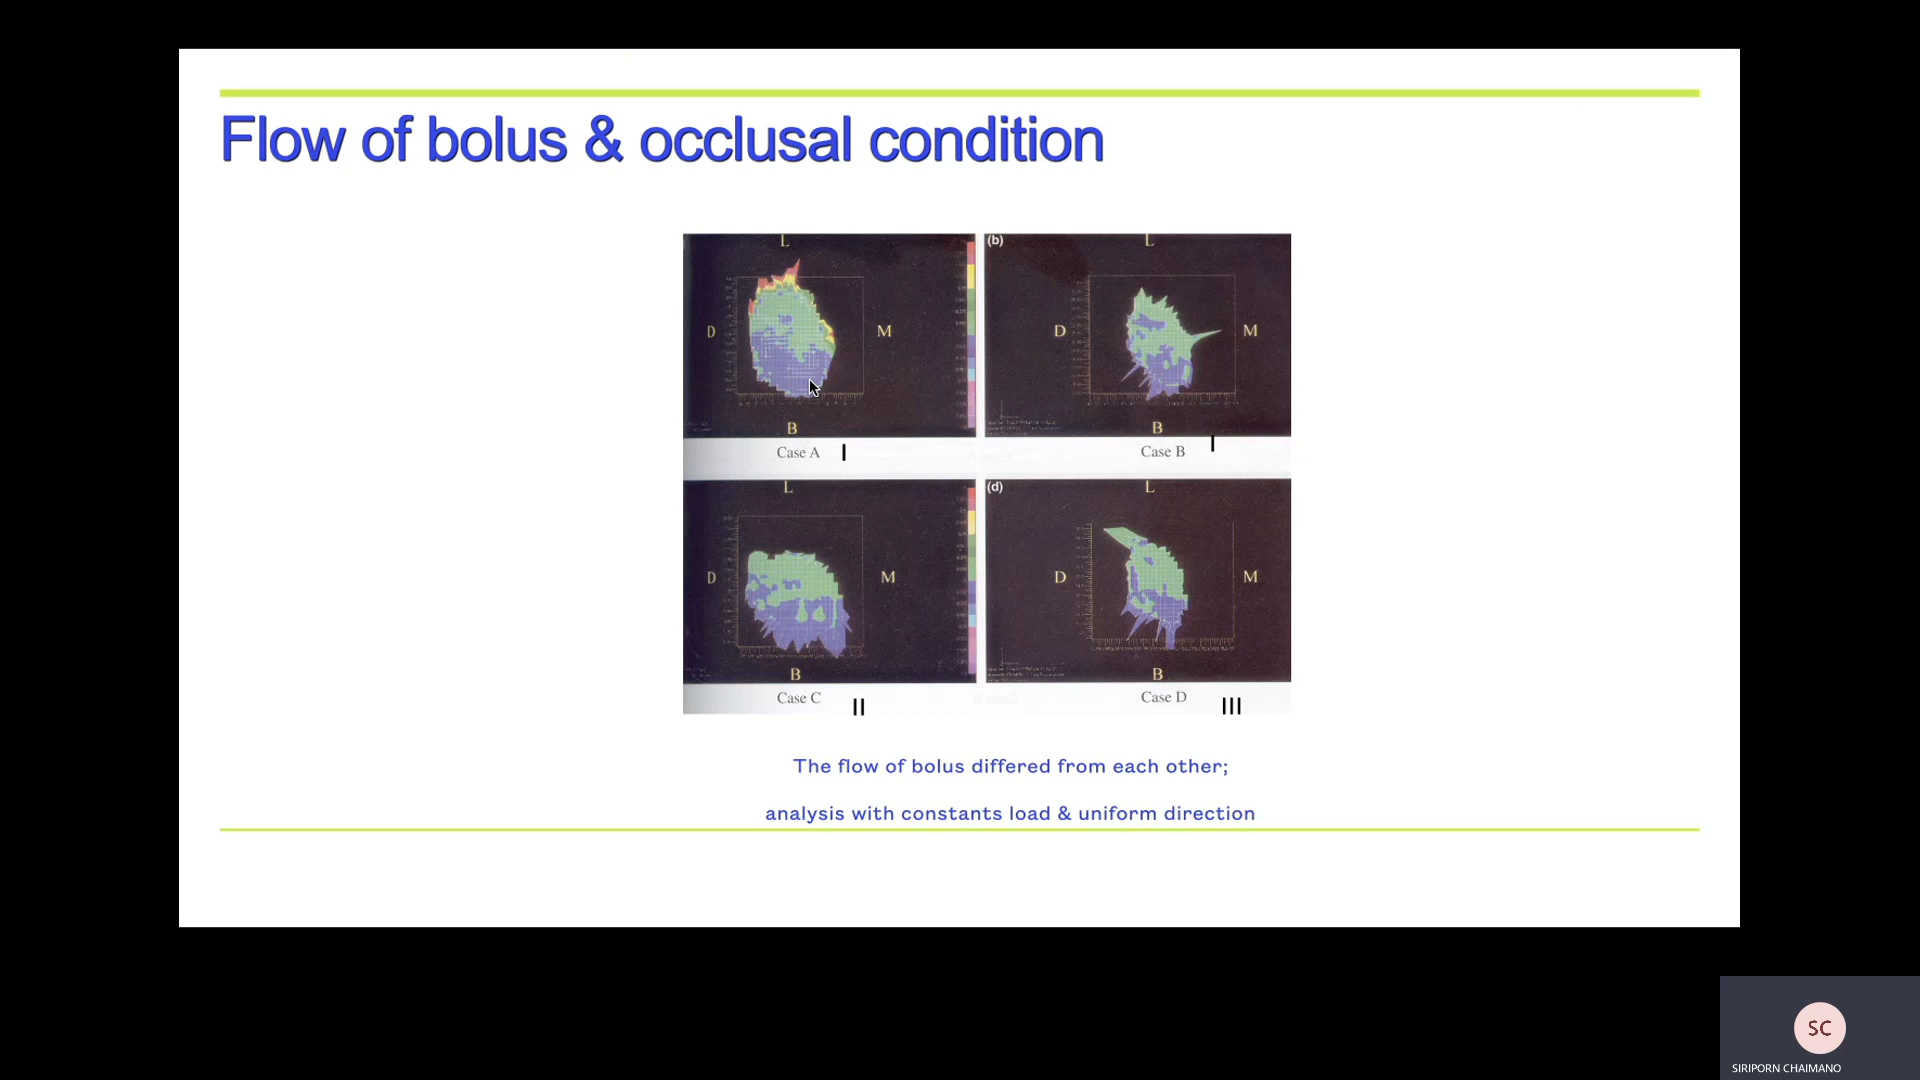 Flow of bolus & occlusal condition
L
D
M
B
Case A
I
(b)
L
D
M
B
Case B
I
L
D
M
B
Case C
II
(d)
L
D
M
B
Case D
III
The flow of bolus differed from each other;
analysis with constants load & uniform direction
SC
SIRIPORN CHAIMANO